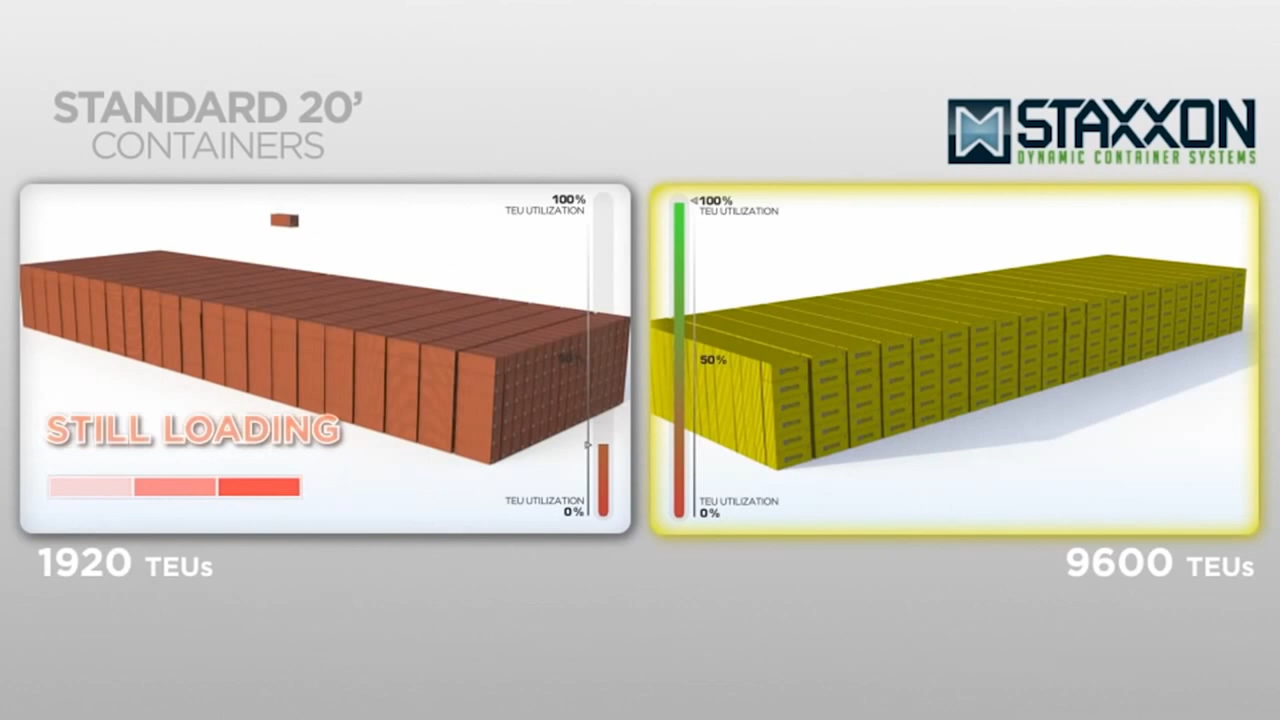 STANDARD 20’
CONTAINERS
STAXXON
DYNAMIC CONTAINER SYSTEMS
100%
TEU UTILIZATION
50%
STILL LOADING
TEU UTILIZATION
0%
100%
TEU UTILIZATION
50%
TEU UTILIZATION
0%
1920 TEUs
9600 TEUs